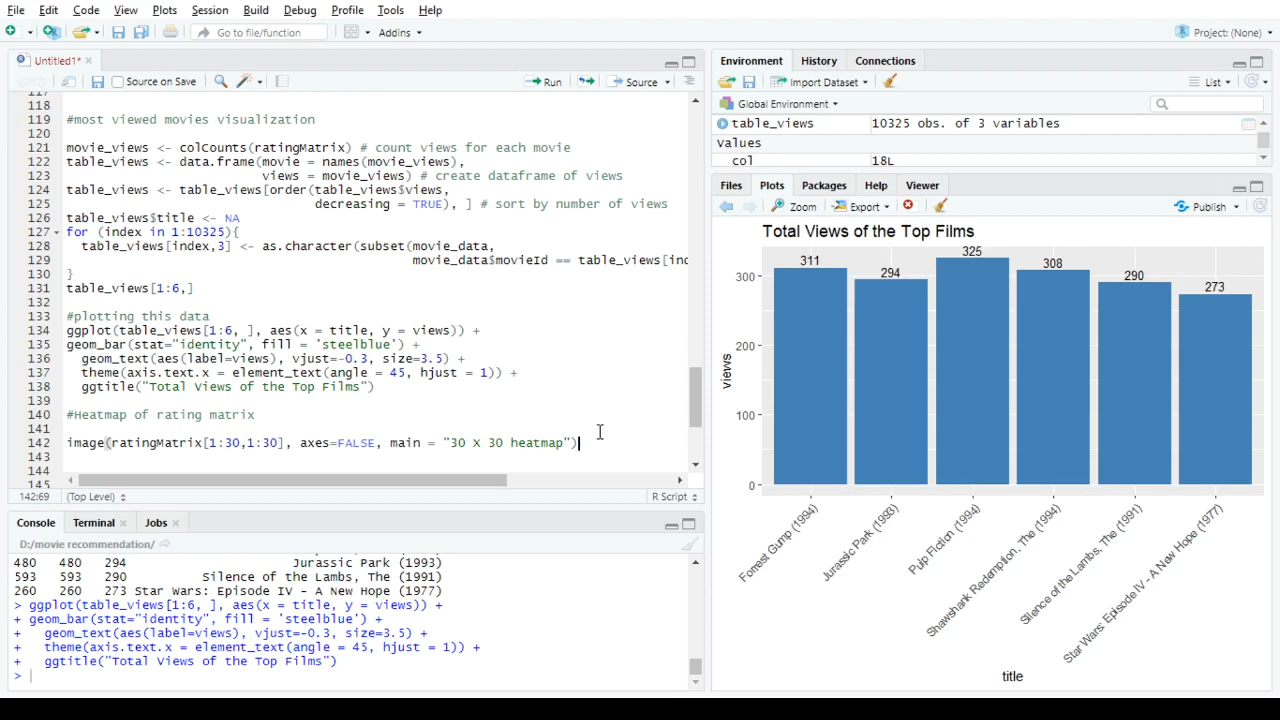 File Edit Code View Plots Session Build Debug Profile Tools Help
Go to file/function Addins Project: (None)
Untitled1*
Source on Save Run Source
117
118
119 #most viewed movies visualization
120
121 movie_views <- colCounts(ratingMatrix) # count views for each movie
122 table_views <- data.frame(movie = names(movie_views),
123 views = movie_views) # create dataframe of views
124 table_views <- table_views[order(table_views$views,
125 decreasing = TRUE), ] # sort by number of views
126 table_views$title <- NA
127 for (index in 1:10325){
128 table_views[index,3] <- as.character(subset(movie_data,
129 movie_data$movieId == table_views[ind
130 }
131 table_views[1:6,]
132
133 #plotting this data
134 ggplot(table_views[1:6, ], aes(x = title, y = views)) +
135 geom_bar(stat="identity", fill = 'steelblue') +
136 geom_text(aes(label=views), vjust=-0.3, size=3.5) +
137 theme(axis.text.x = element_text(angle = 45, hjust = 1)) +
138 ggtitle("Total Views of the Top Films")
139
140 #Heatmap of rating matrix
141
142 image(ratingMatrix[1:30,1:30], axes=FALSE, main = "30 X 30 heatmap")
143
144
145
142:69 (Top Level) R Script
Console Terminal Jobs
D:/movie recommendation/
480 480 294 Jurassic Park (1993)
593 593 290 Silence of the Lambs, The (1991)
260 260 273 Star Wars: Episode IV - A New Hope (1977)
> ggplot(table_views[1:6, ], aes(x = title, y = views)) +
+ geom_bar(stat="identity", fill = 'steelblue') +
+ geom_text(aes(label=views), vjust=-0.3, size=3.5) +
+ theme(axis.text.x = element_text(angle = 45, hjust = 1)) +
+ ggtitle("Total Views of the Top Films")
>
Environment History Connections
Import Dataset List
Global Environment
table_views 10325 obs. of 3 variables
values
col 18L
Files Plots Packages Help Viewer
Zoom Export Publish
Total Views of the Top Films
311 294 325 308 290 273
300
200
100
0
views
Forrest Gump (1994)
Jurassic Park (1993)
Pulp Fiction (1994)
Shawshank Redemption, The (1994)
Silence of the Lambs, The (1991)
Star Wars: Episode IV - A New Hope (1977)
title